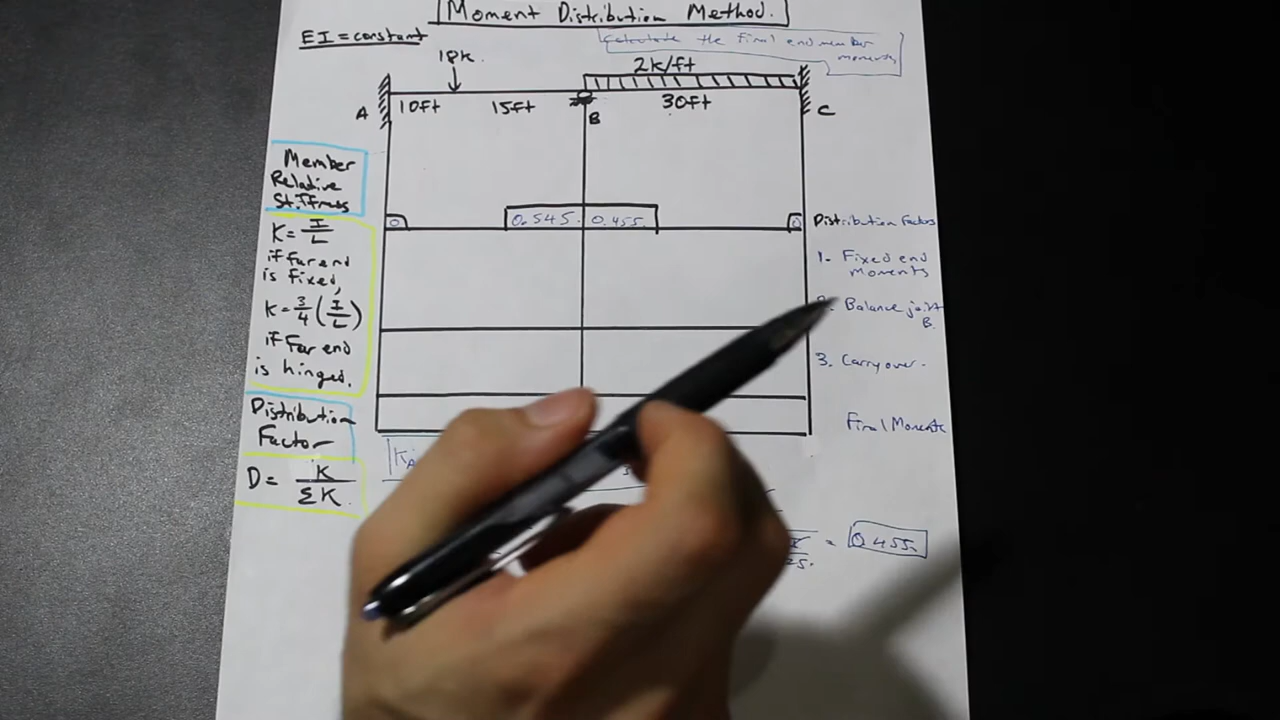 Moment Distribution Method.
EI = constant
Calculate the final end member
moments
18k
2k/ft
A
10ft
15ft
B
30ft
C
Member
Relative
Stiffness
0
0.545
0.455
0
Distribution Factors
K = I/L
if far end
is fixed,
K = 3/4 (I/L)
if far end
is hinged.
1. Fixed end
Moments
Balance joint
B.
3. Carry over.
Final Moments
Distribution
Factor
D = K/ΣK
= 0.455